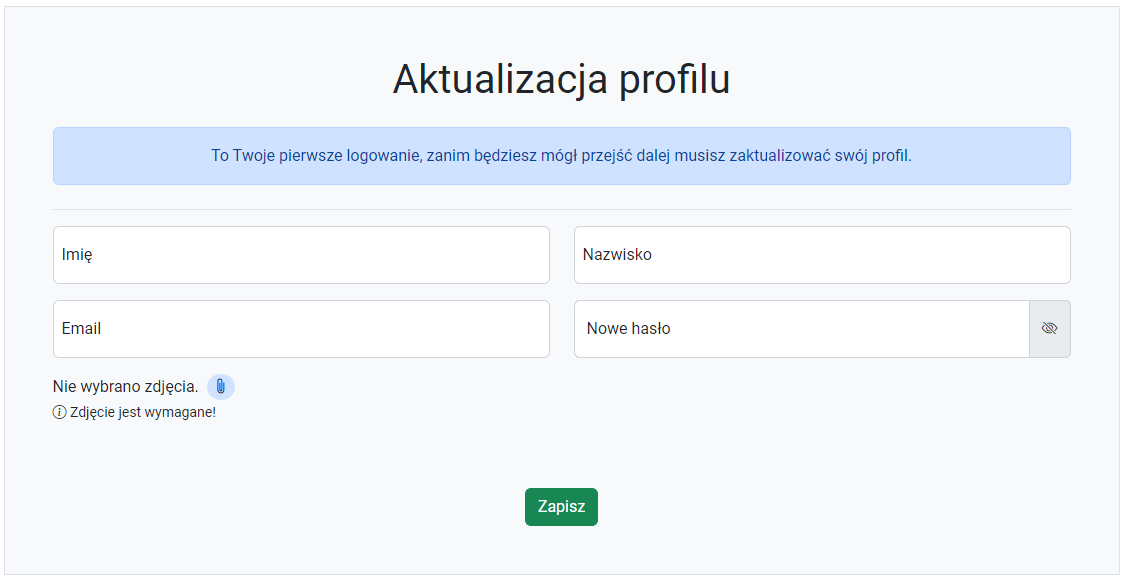 Aktualizacja profilu
To Twoje pierwsze logowanie, zanim będziesz mógł przejść dalej musisz zaktualizować swój profil.
Imię
Nazwisko
Email
Nowe hasło
Nie wybrano zdjęcia.
Zdjęcie jest wymagane!
Zapisz